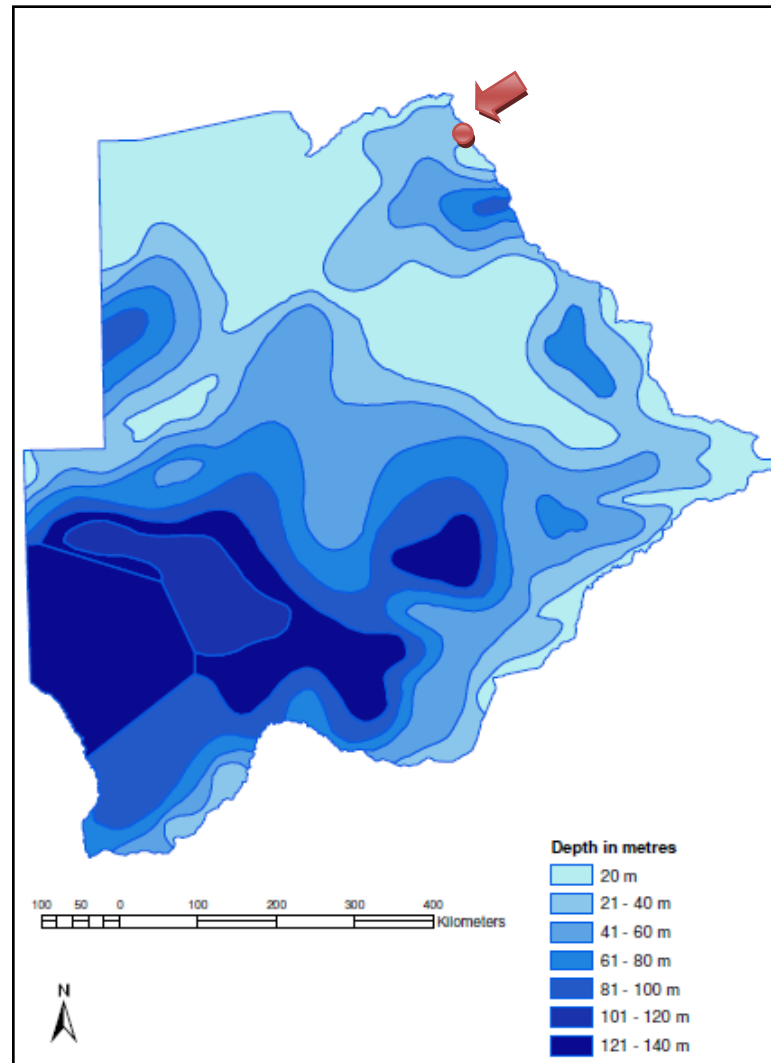 Depth in metres
20 m
21 - 40 m
41 - 60 m
61 - 80 m
81 - 100 m
101 - 120 m
121 - 140 m
100 50 0 100 200 300 400
Kilometers
N